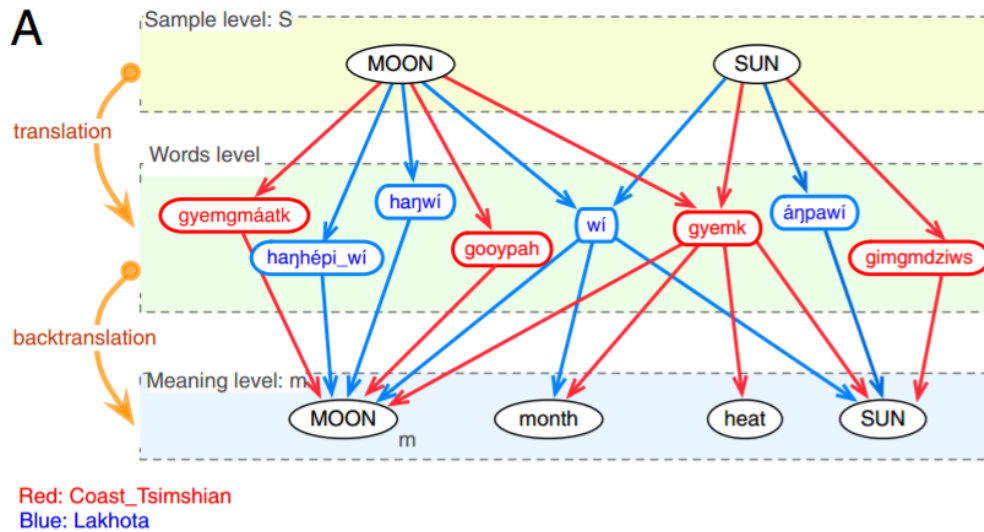 A
Sample level: S
MOON SUN
translation
Words level
gyemgmáatk
haŋhépi_wí
haŋwí
gooypah
wí
gyemk
áŋpawí
gimgmdziws
backtranslation
Meaning level: m
MOON month heat SUN
m
Red: Coast_Tsimshian
Blue: Lakhota